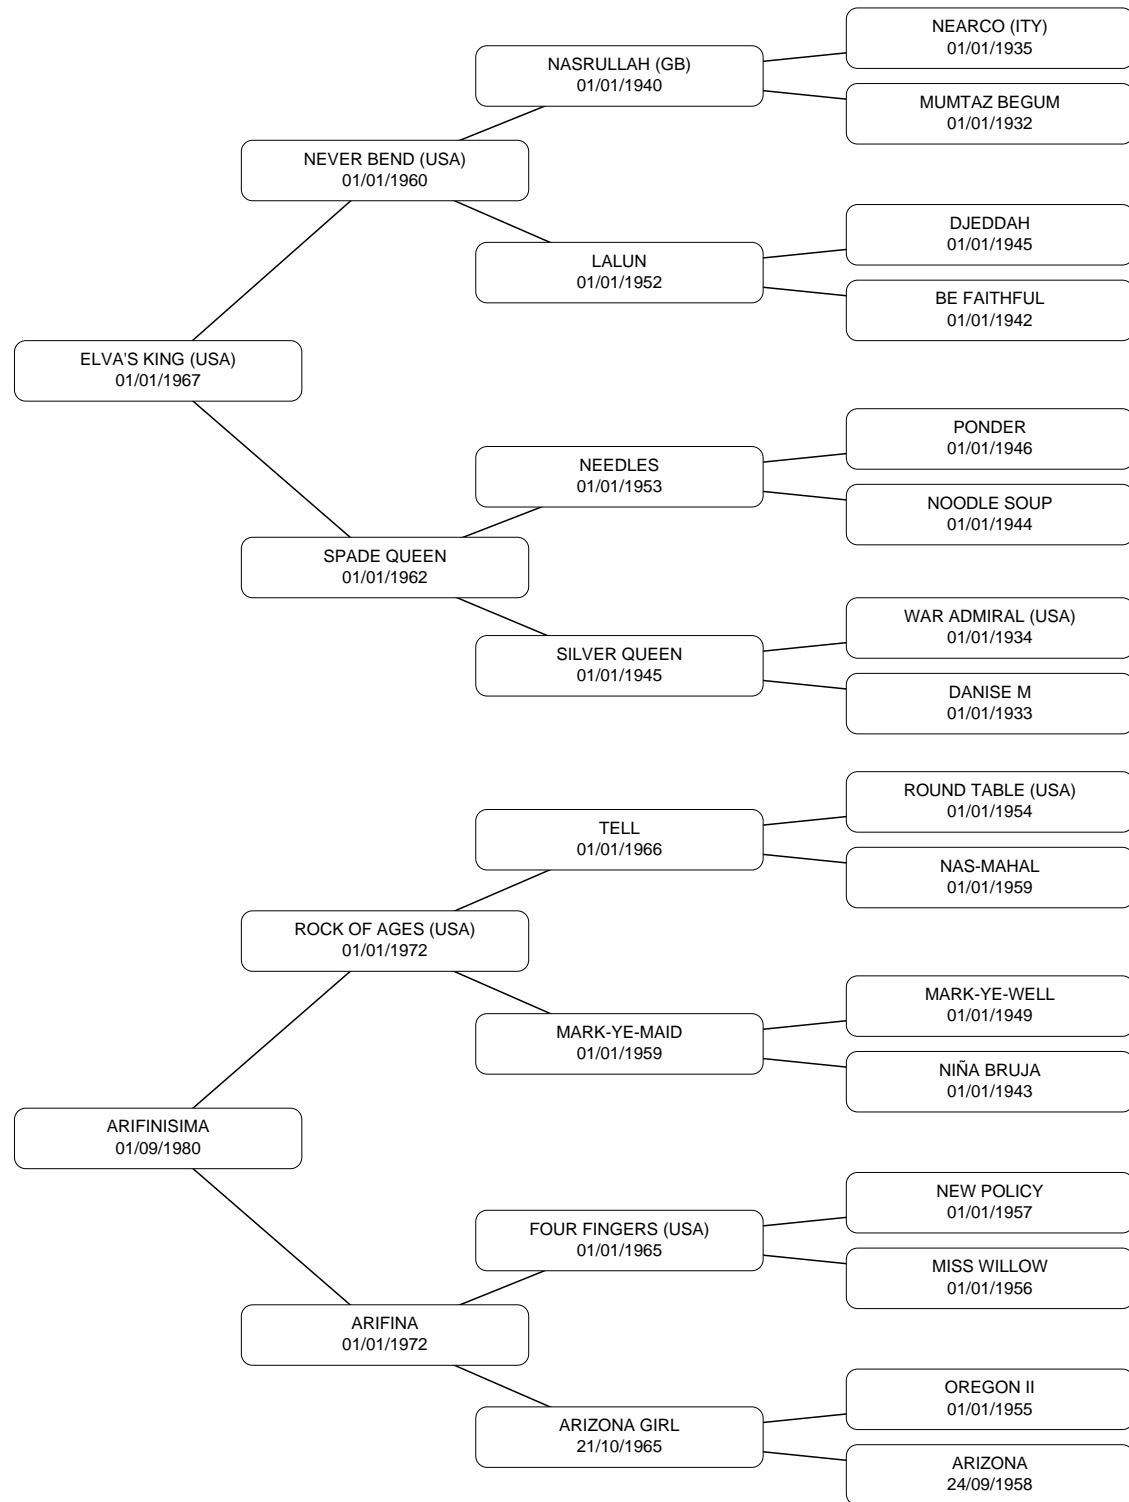 NEARCO (ITY)
01/01/1935
NASRULLAH (GB)
01/01/1940
MUMTAZ BEGUM
01/01/1932
NEVER BEND (USA)
01/01/1960
DJEDDAH
01/01/1945
LALUN
01/01/1952
BE FAITHFUL
01/01/1942
ELVA'S KING (USA)
01/01/1967
PONDER
01/01/1946
NEEDLES
01/01/1953
NOODLE SOUP
01/01/1944
SPADE QUEEN
01/01/1962
WAR ADMIRAL (USA)
01/01/1934
SILVER QUEEN
01/01/1945
DANISE M
01/01/1933
ROUND TABLE (USA)
01/01/1954
TELL
01/01/1966
NAS-MAHAL
01/01/1959
ROCK OF AGES (USA)
01/01/1972
MARK-YE-WELL
01/01/1949
MARK-YE-MAID
01/01/1959
NIÑA BRUJA
01/01/1943
ARIFINISIMA
01/09/1980
NEW POLICY
01/01/1957
FOUR FINGERS (USA)
01/01/1965
MISS WILLOW
01/01/1956
ARIFINA
01/01/1972
OREGON II
01/01/1955
ARIZONA GIRL
21/10/1965
ARIZONA
24/09/1958